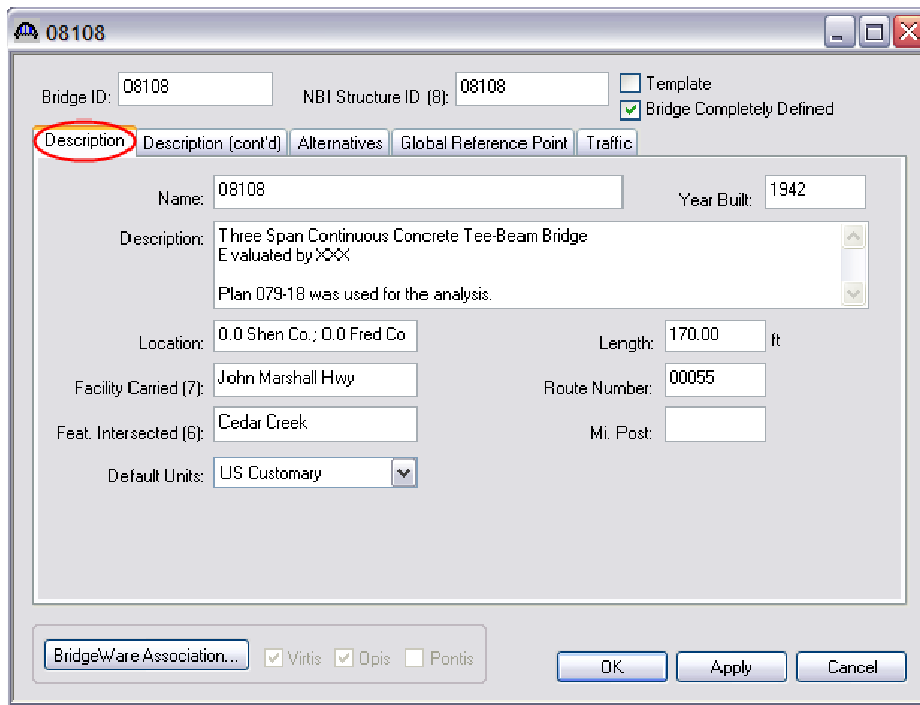 08108
Bridge ID: 08108 NBI Structure ID (8): 08108 Template
Bridge Completely Defined
Description Description (cont'd) Alternatives Global Reference Point Traffic
Name: 08108 Year Built: 1942
Description: Three Span Continuous Concrete Tee-Beam Bridge
Evaluated by XXX
Plan 079-18 was used for the analysis.
Location: 0.0 Shen Co.; 0.0 Fred Co Length: 170.00 ft
Facility Carried (7): John Marshall Hwy Route Number: 00055
Feat. Intersected (6): Cedar Creek Mi. Post:
Default Units: US Customary
BridgeWare Association... Virtis Opis Pontis OK Apply Cancel